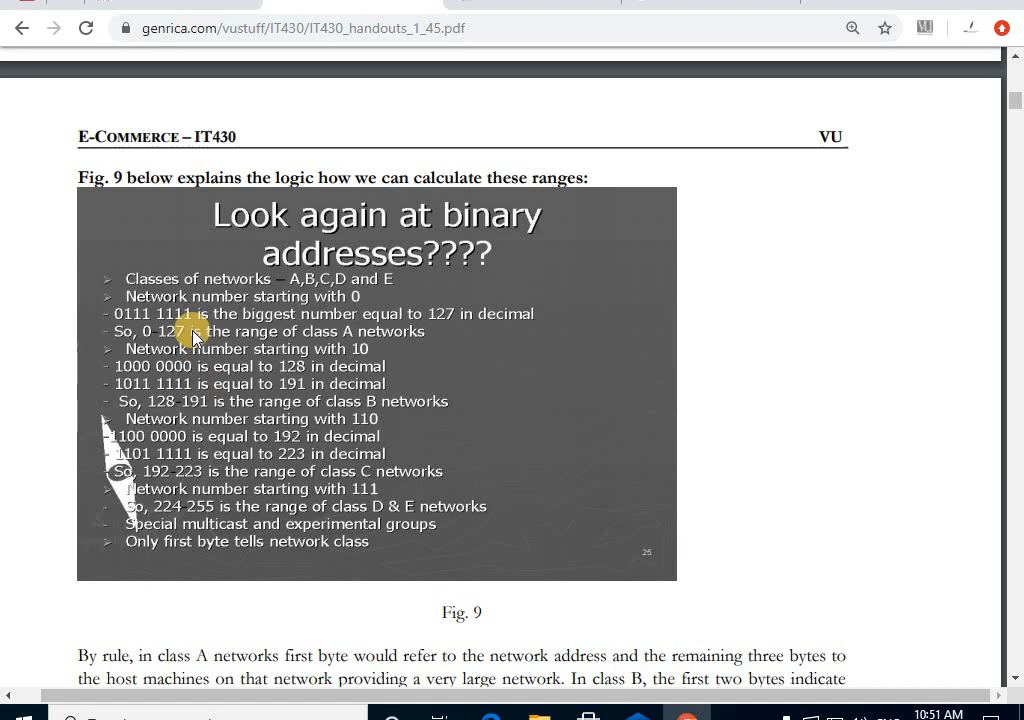 genrica.com/vustuff/IT430/IT430_handouts_1_45.pdf
E-COMMERCE – IT430 VU
Fig. 9 below explains the logic how we can calculate these ranges:
Look again at binary
addresses????
➢ Classes of networks – A,B,C,D and E
➢ Network number starting with 0
- 0111 1111 is the biggest number equal to 127 in decimal
- So, 0-127 is the range of class A networks
➢ Network number starting with 10
- 1000 0000 is equal to 128 in decimal
- 1011 1111 is equal to 191 in decimal
- So, 128-191 is the range of class B networks
➢ Network number starting with 110
-1100 0000 is equal to 192 in decimal
- 1101 1111 is equal to 223 in decimal
- So, 192-223 is the range of class C networks
➢ Network number starting with 111
- So, 224-255 is the range of class D & E networks
- Special multicast and experimental groups
➢ Only first byte tells network class
25
Fig. 9
By rule, in class A networks first byte would refer to the network address and the remaining three bytes to
the host machines on that network providing a very large network. In class B, the first two bytes indicate
10:51 AM